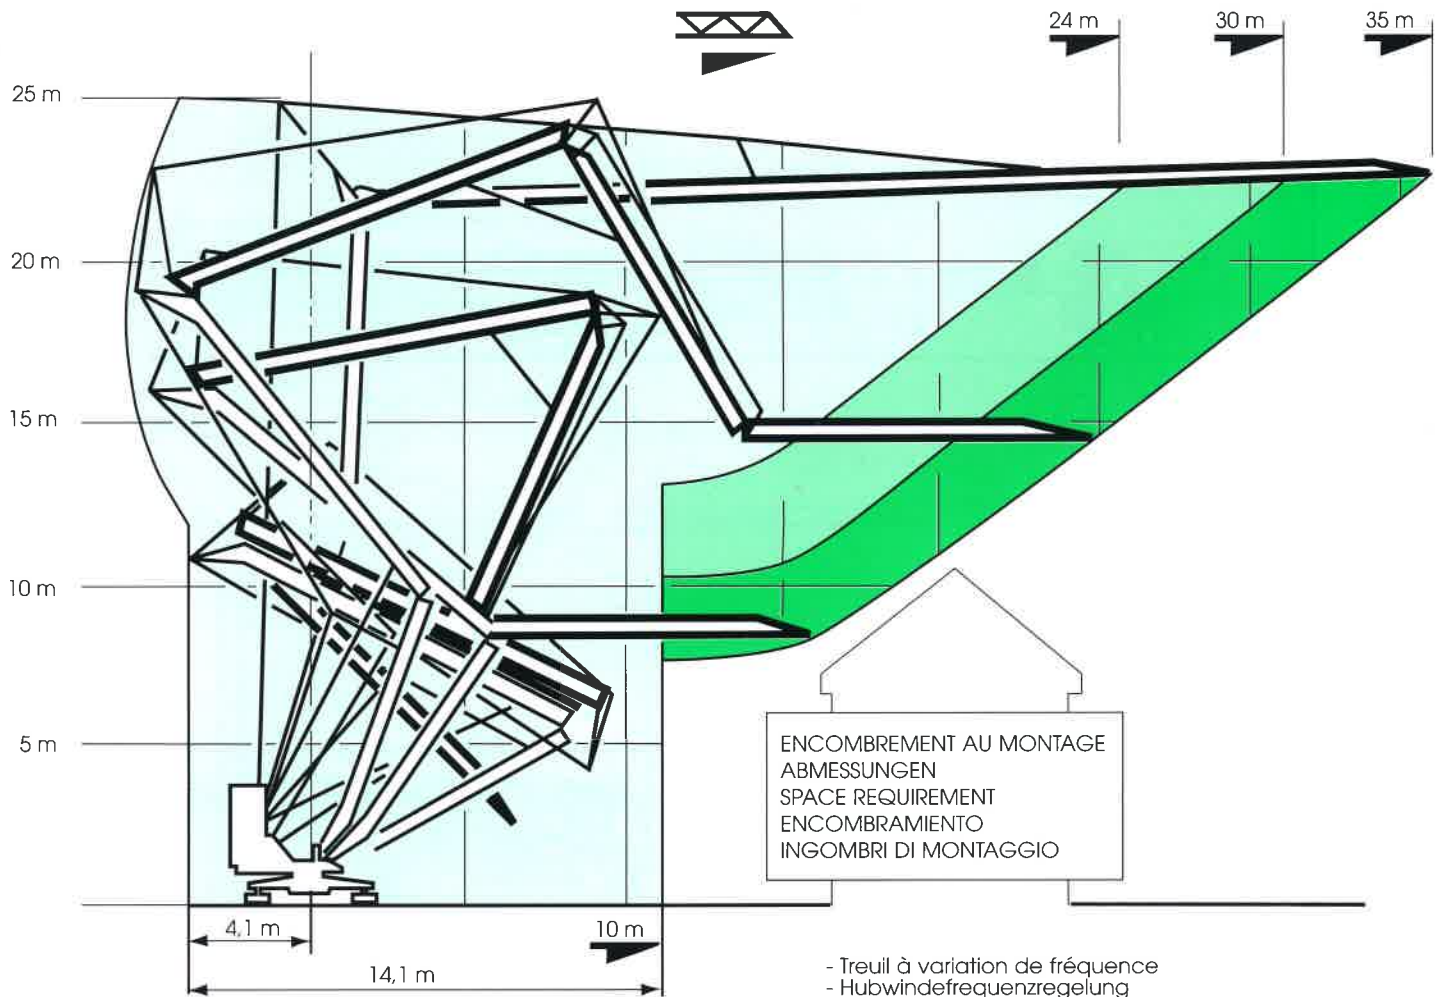 24 m 30 m 35 m
25 m
20 m
15 m
10 m
5 m
ENCOMBREMENT AU MONTAGE
ABMESSUNGEN
SPACE REQUIREMENT
ENCOMBRAMIENTO
INGOMBRI DI MONTAGGIO
4,1 m
10 m
14,1 m
- Treuil à variation de fréquence
- Hubwindefrequenzregelung